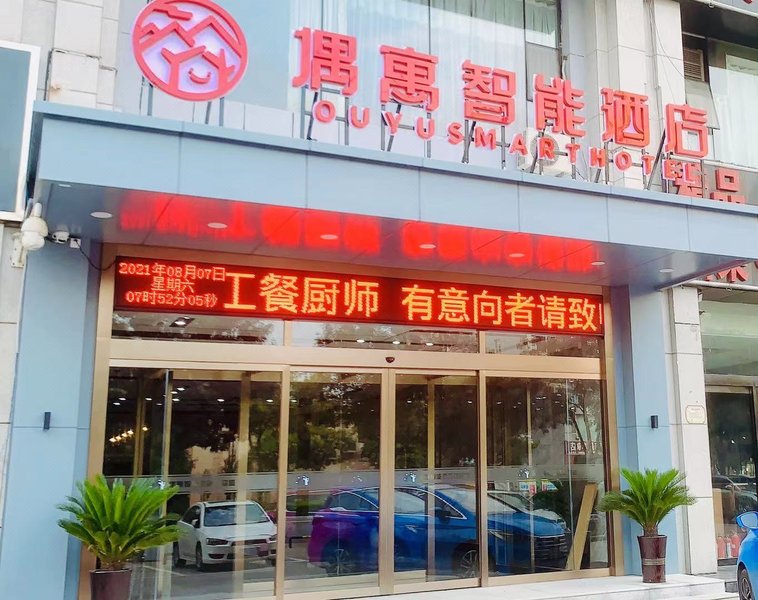 偶寓智能酒店
OUYUSMARTHOTEL
品
2021年08月07日
星期六
07时52分05秒
工餐厨师 有意向者请致